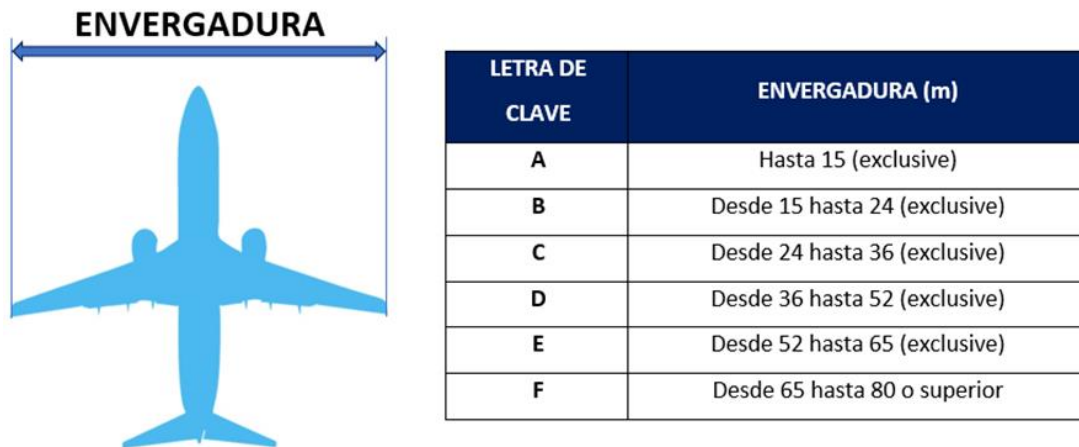 ENVERGADURA
LETRA DE
CLAVE
ENVERGADURA (m)
A
Hasta 15 (exclusive)
B
Desde 15 hasta 24 (exclusive)
C
Desde 24 hasta 36 (exclusive)
D
Desde 36 hasta 52 (exclusive)
E
Desde 52 hasta 65 (exclusive)
F
Desde 65 hasta 80 o superior